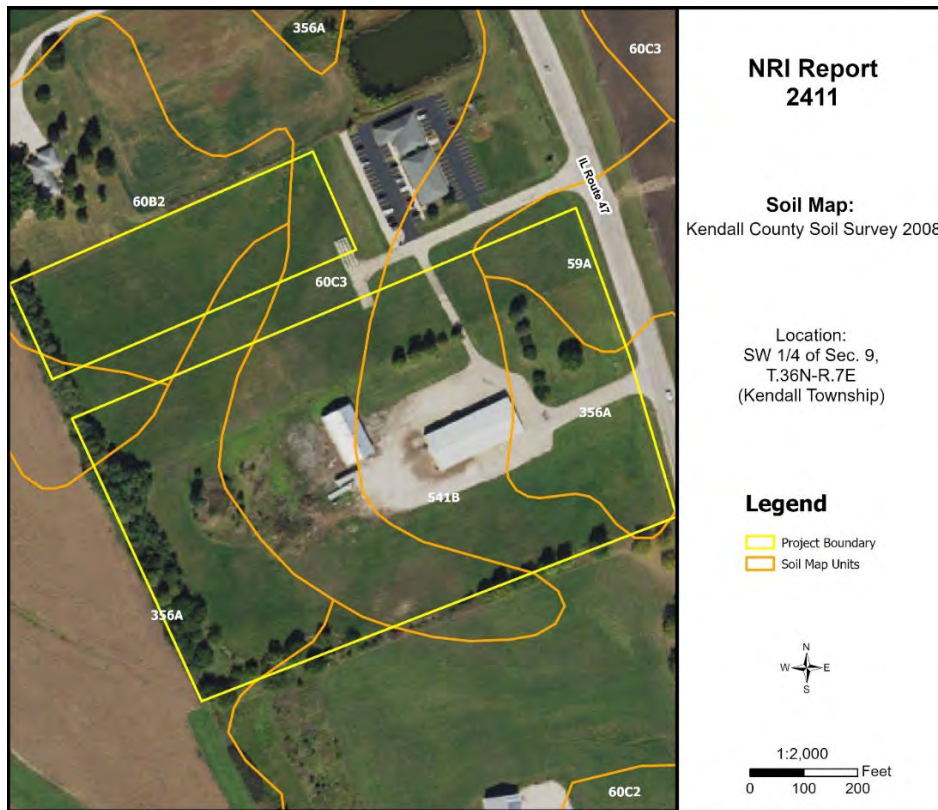 356A
60C3
IL Route 47
60B2
60C3
59A
356A
541B
356A
60C2
NRI Report
2411
Soil Map:
Kendall County Soil Survey 2008
Location:
SW 1/4 of Sec. 9,
T.36N-R.7E
(Kendall Township)
Legend
Project Boundary
Soil Map Units
N
W E
S
1:2,000
Feet
0 100 200